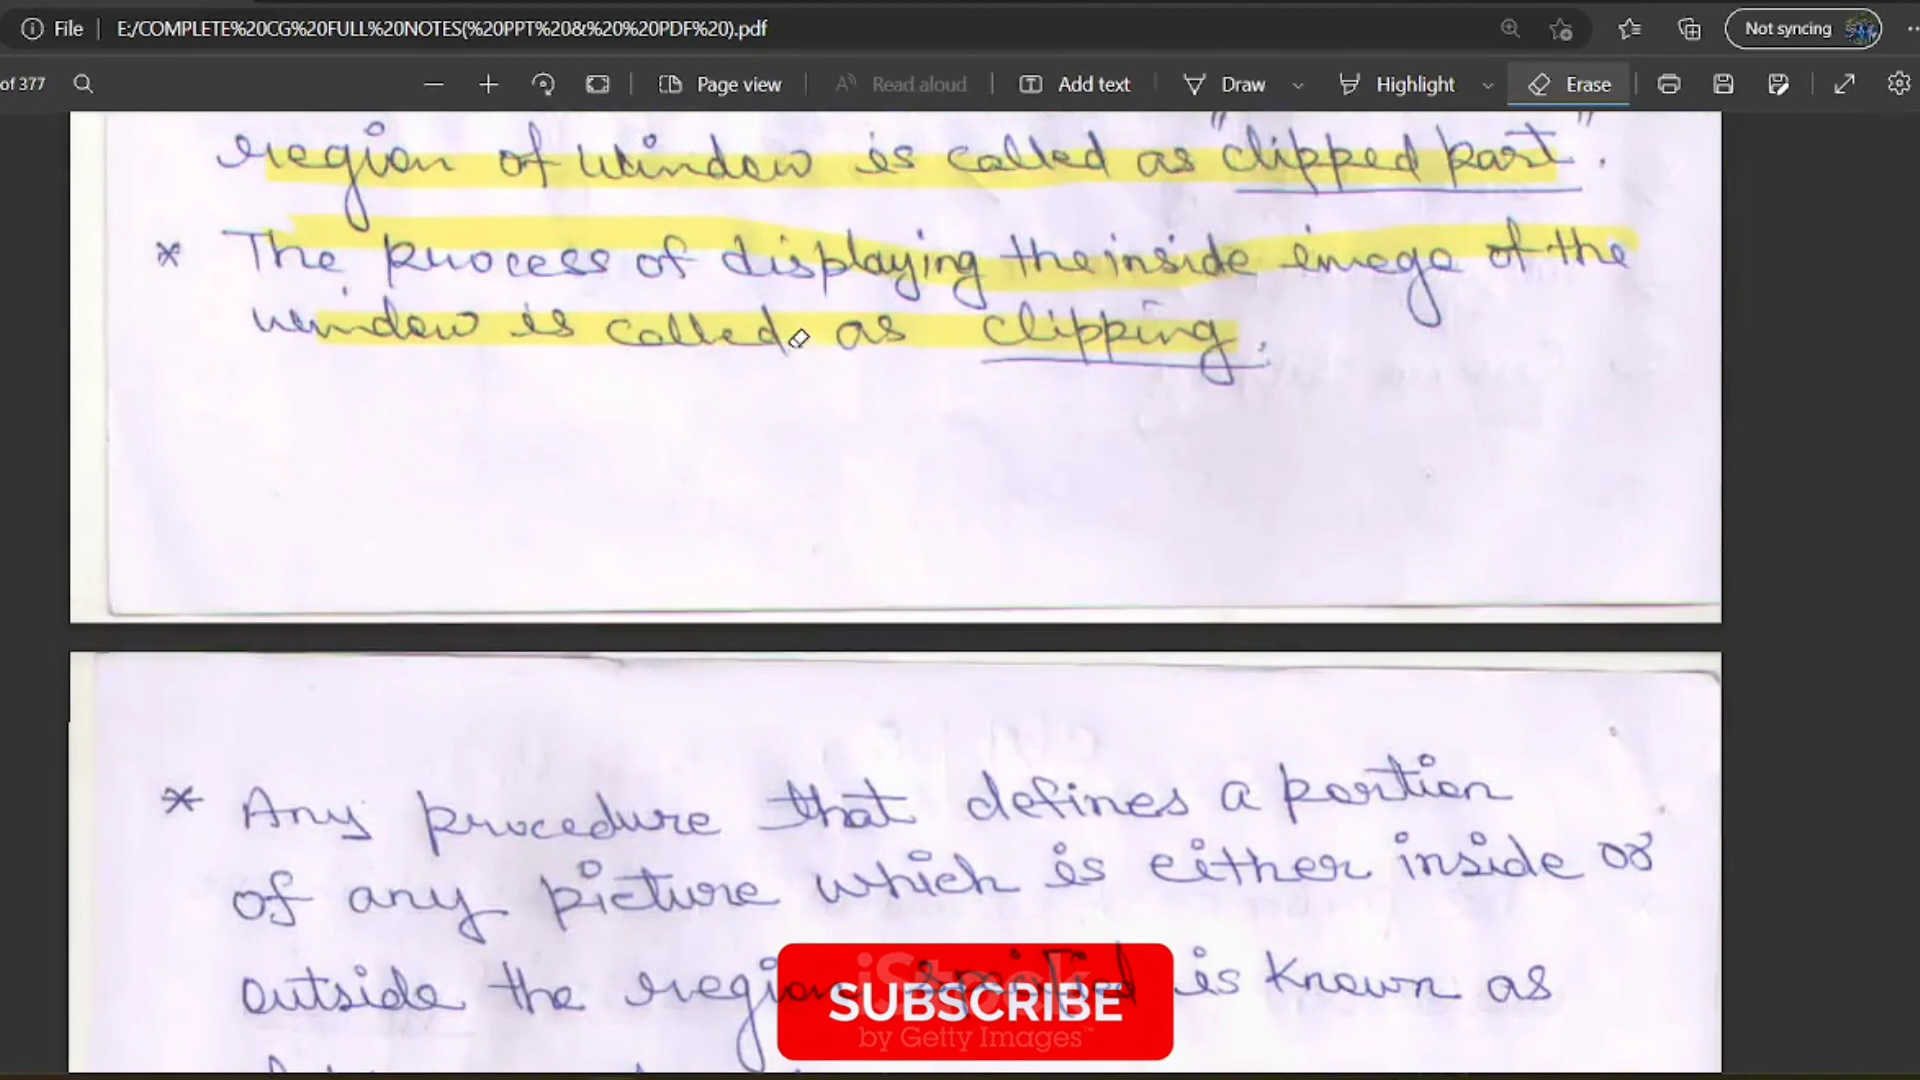 File E:/COMPLETE%20CG%20FULL%20NOTES(%20PPT%20&%20%20PDF%20).pdf Not syncing
of 377 Page view Read aloud Add text Draw Highlight Erase
region of window is called as "clipped part".
* The process of displaying the inside image of the
window is called as clipping.
* Any procedure that defines a portion
of any picture which is either inside or
outside the region specified is known as
iStock
SUBSCRIBE
by Getty Images™